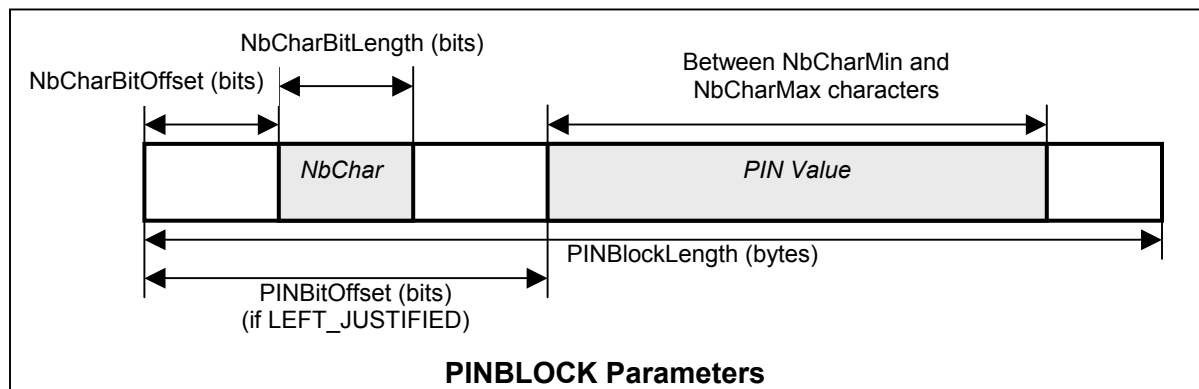 NbCharBitLength (bits)
NbCharBitOffset (bits)
Between NbCharMin and
NbCharMax characters
NbChar
PIN Value
PINBlockLength (bytes)
PINBitOffset (bits)
(if LEFT_JUSTIFIED)
PINBLOCK Parameters